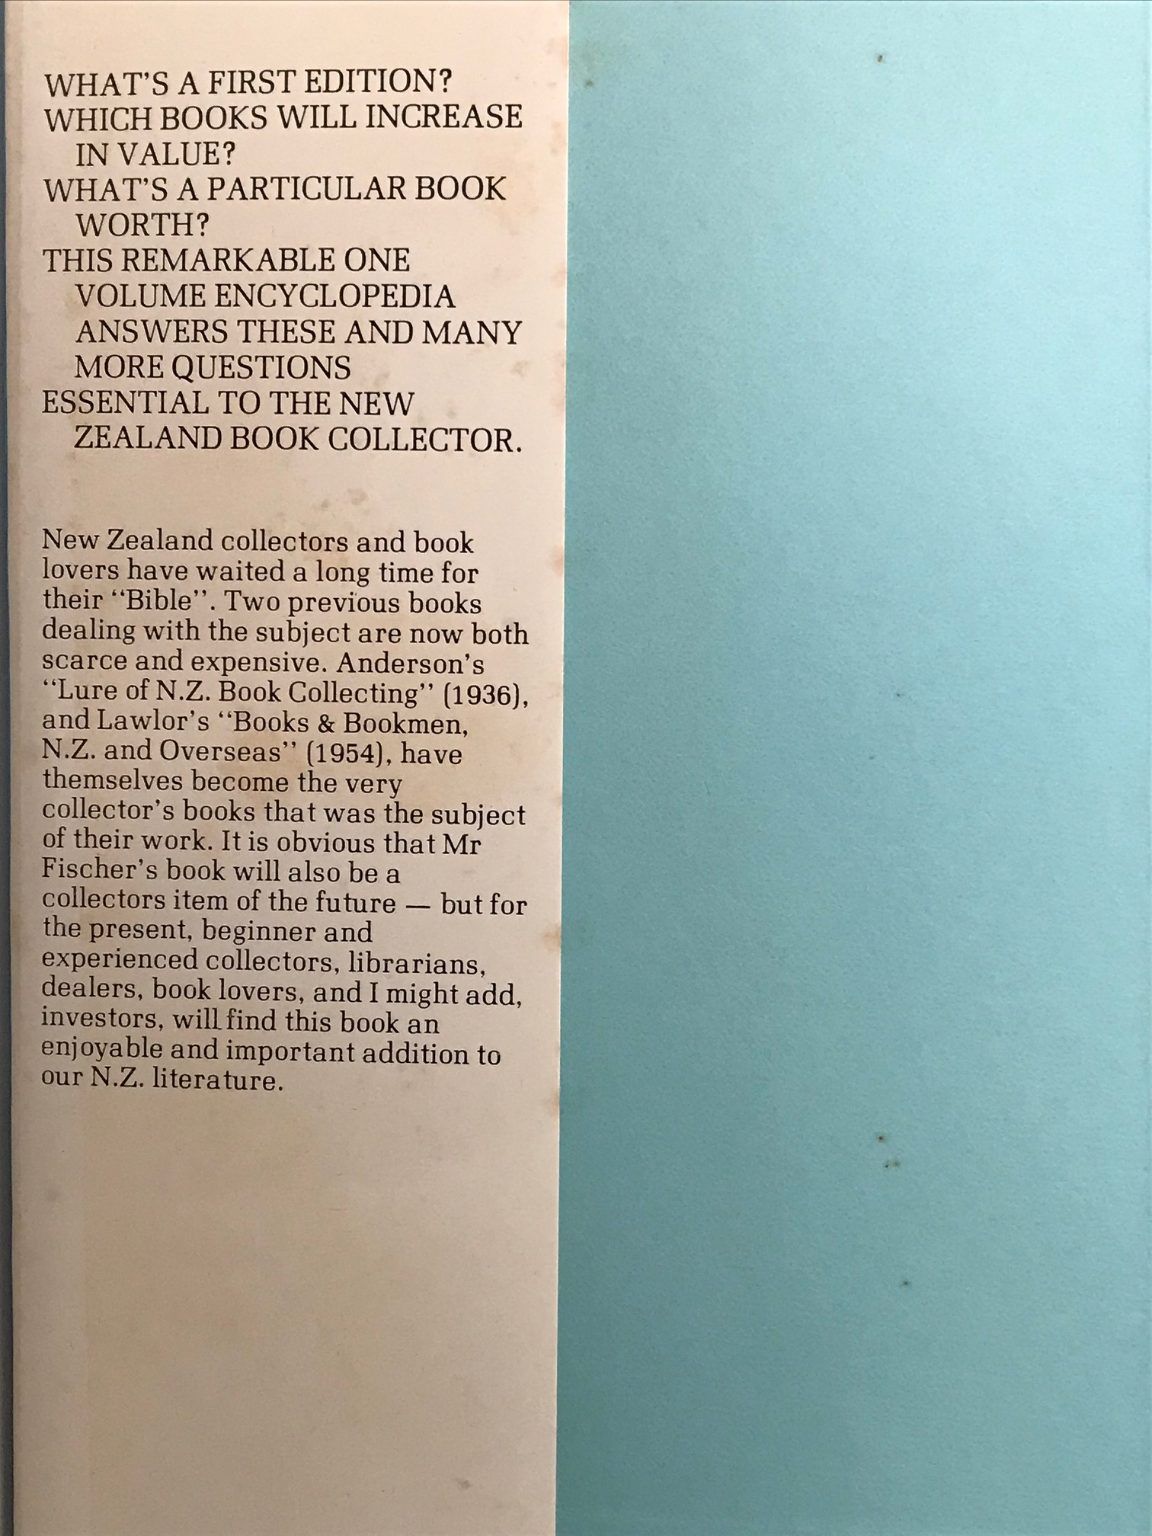 WHAT'S A FIRST EDITION?
WHICH BOOKS WILL INCREASE
IN VALUE?
WHAT'S A PARTICULAR BOOK
WORTH?
THIS REMARKABLE ONE
VOLUME ENCYCLOPEDIA
ANSWERS THESE AND MANY
MORE QUESTIONS
ESSENTIAL TO THE NEW
ZEALAND BOOK COLLECTOR.
New Zealand collectors and book
lovers have waited a long time for
their “Bible”. Two previous books
dealing with the subject are now both
scarce and expensive. Anderson's
“Lure of N.Z. Book Collecting” (1936),
and Lawlor's “Books & Bookmen,
N.Z. and Overseas” (1954), have
themselves become the very
collector's books that was the subject
of their work. It is obvious that Mr
Fischer's book will also be a
collectors item of the future — but for
the present, beginner and
experienced collectors, librarians,
dealers, book lovers, and I might add,
investors, will find this book an
enjoyable and important addition to
our N.Z. literature.